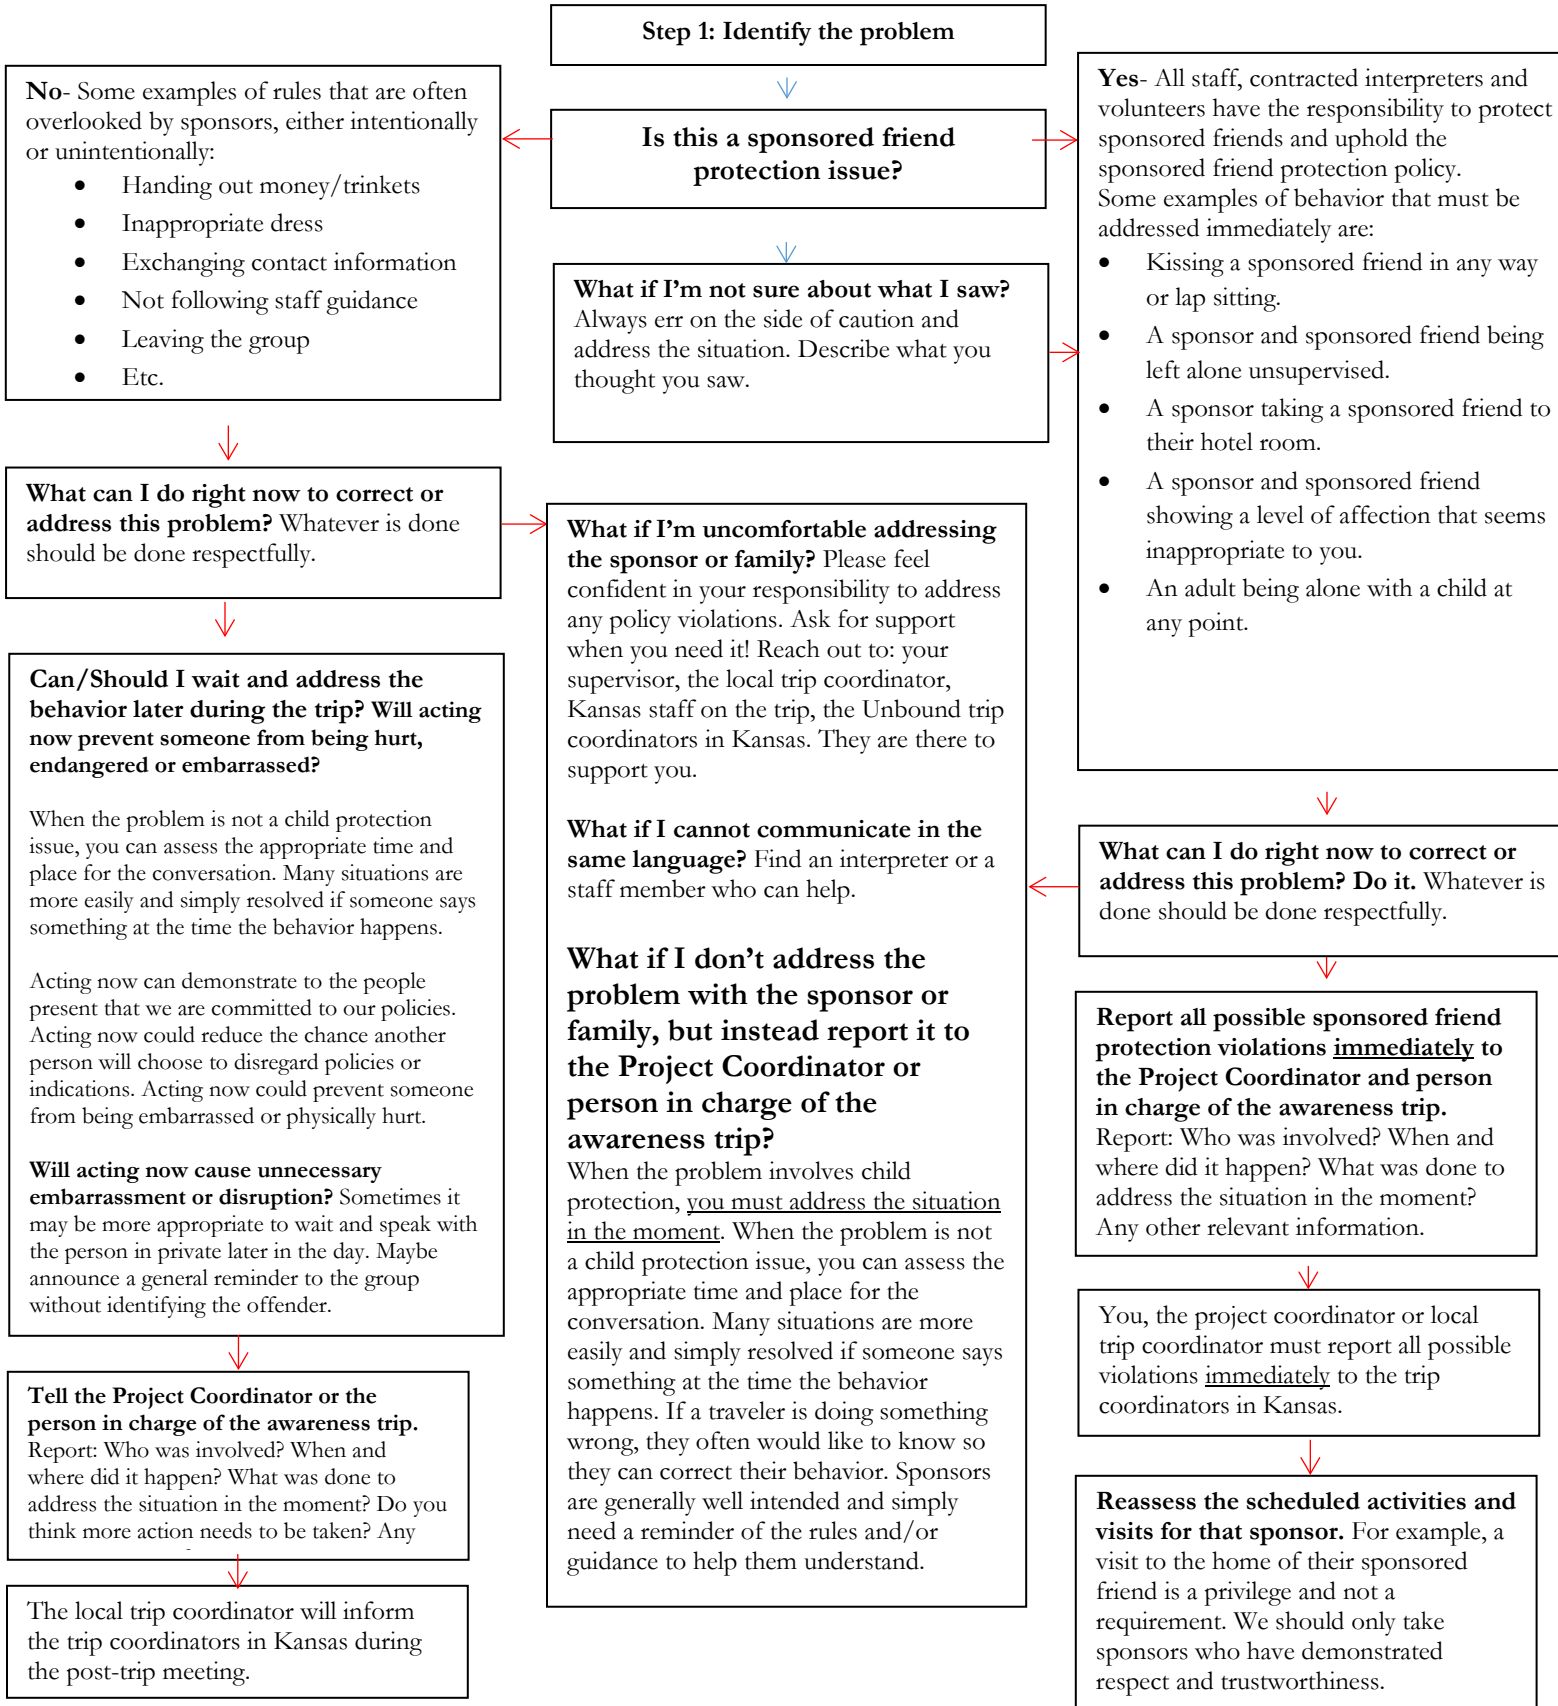 Step 1: Identify the problem
Is this a sponsored friend
protection issue?
No- Some examples of rules that are often
overlooked by sponsors, either intentionally
or unintentionally:
• Handing out money/trinkets
• Inappropriate dress
• Exchanging contact information
• Not following staff guidance
• Leaving the group
• Etc.
What if I'm not sure about what I saw?
Always err on the side of caution and
address the situation. Describe what you
thought you saw.
Yes- All staff, contracted interpreters and
volunteers have the responsibility to protect
sponsored friends and uphold the
sponsored friend protection policy.
Some examples of behavior that must be
addressed immediately are:
• Kissing a sponsored friend in any way
or lap sitting.
• A sponsor and sponsored friend being
left alone unsupervised.
• A sponsor taking a sponsored friend to
their hotel room.
• A sponsor and sponsored friend
showing a level of affection that seems
inappropriate to you.
• An adult being alone with a child at
any point.
What can I do right now to correct or
address this problem? Whatever is done
should be done respectfully.
Can/Should I wait and address the
behavior later during the trip? Will acting
now prevent someone from being hurt,
endangered or embarrassed?
When the problem is not a child protection
issue, you can assess the appropriate time and
place for the conversation. Many situations are
more easily and simply resolved if someone says
something at the time the behavior happens.
Acting now can demonstrate to the people
present that we are committed to our policies.
Acting now could reduce the chance another
person will choose to disregard policies or
indications. Acting now could prevent someone
from being embarrassed or physically hurt.
Will acting now cause unnecessary
embarrassment or disruption? Sometimes it
may be more appropriate to wait and speak with
the person in private later in the day. Maybe
announce a general reminder to the group
without identifying the offender.
Tell the Project Coordinator or the
person in charge of the awareness trip.
Report: Who was involved? When and
where did it happen? What was done to
address the situation in the moment? Do you
think more action needs to be taken? Any
The local trip coordinator will inform
the trip coordinators in Kansas during
the post-trip meeting.
What if I'm uncomfortable addressing
the sponsor or family? Please feel
confident in your responsibility to address
any policy violations. Ask for support
when you need it! Reach out to: your
supervisor, the local trip coordinator,
Kansas staff on the trip, the Unbound trip
coordinators in Kansas. They are there to
support you.
What if I cannot communicate in the
same language? Find an interpreter or a
staff member who can help.
What if I don't address the
problem with the sponsor or
family, but instead report it to
the Project Coordinator or
person in charge of the
awareness trip?
When the problem involves child
protection, you must address the situation
in the moment. When the problem is not
a child protection issue, you can assess the
appropriate time and place for the
conversation. Many situations are more
easily and simply resolved if someone says
something at the time the behavior
happens. If a traveler is doing something
wrong, they often would like to know so
they can correct their behavior. Sponsors
are generally well intended and simply
need a reminder of the rules and/or
guidance to help them understand.
What can I do right now to correct or
address this problem? Do it. Whatever is
done should be done respectfully.
Report all possible sponsored friend
protection violations immediately to
the Project Coordinator and person
in charge of the awareness trip.
Report: Who was involved? When and
where did it happen? What was done to
address the situation in the moment?
Any other relevant information.
You, the project coordinator or local
trip coordinator must report all possible
violations immediately to the trip
coordinators in Kansas.
Reassess the scheduled activities and
visits for that sponsor. For example, a
visit to the home of their sponsored
friend is a privilege and not a
requirement. We should only take
sponsors who have demonstrated
respect and trustworthiness.